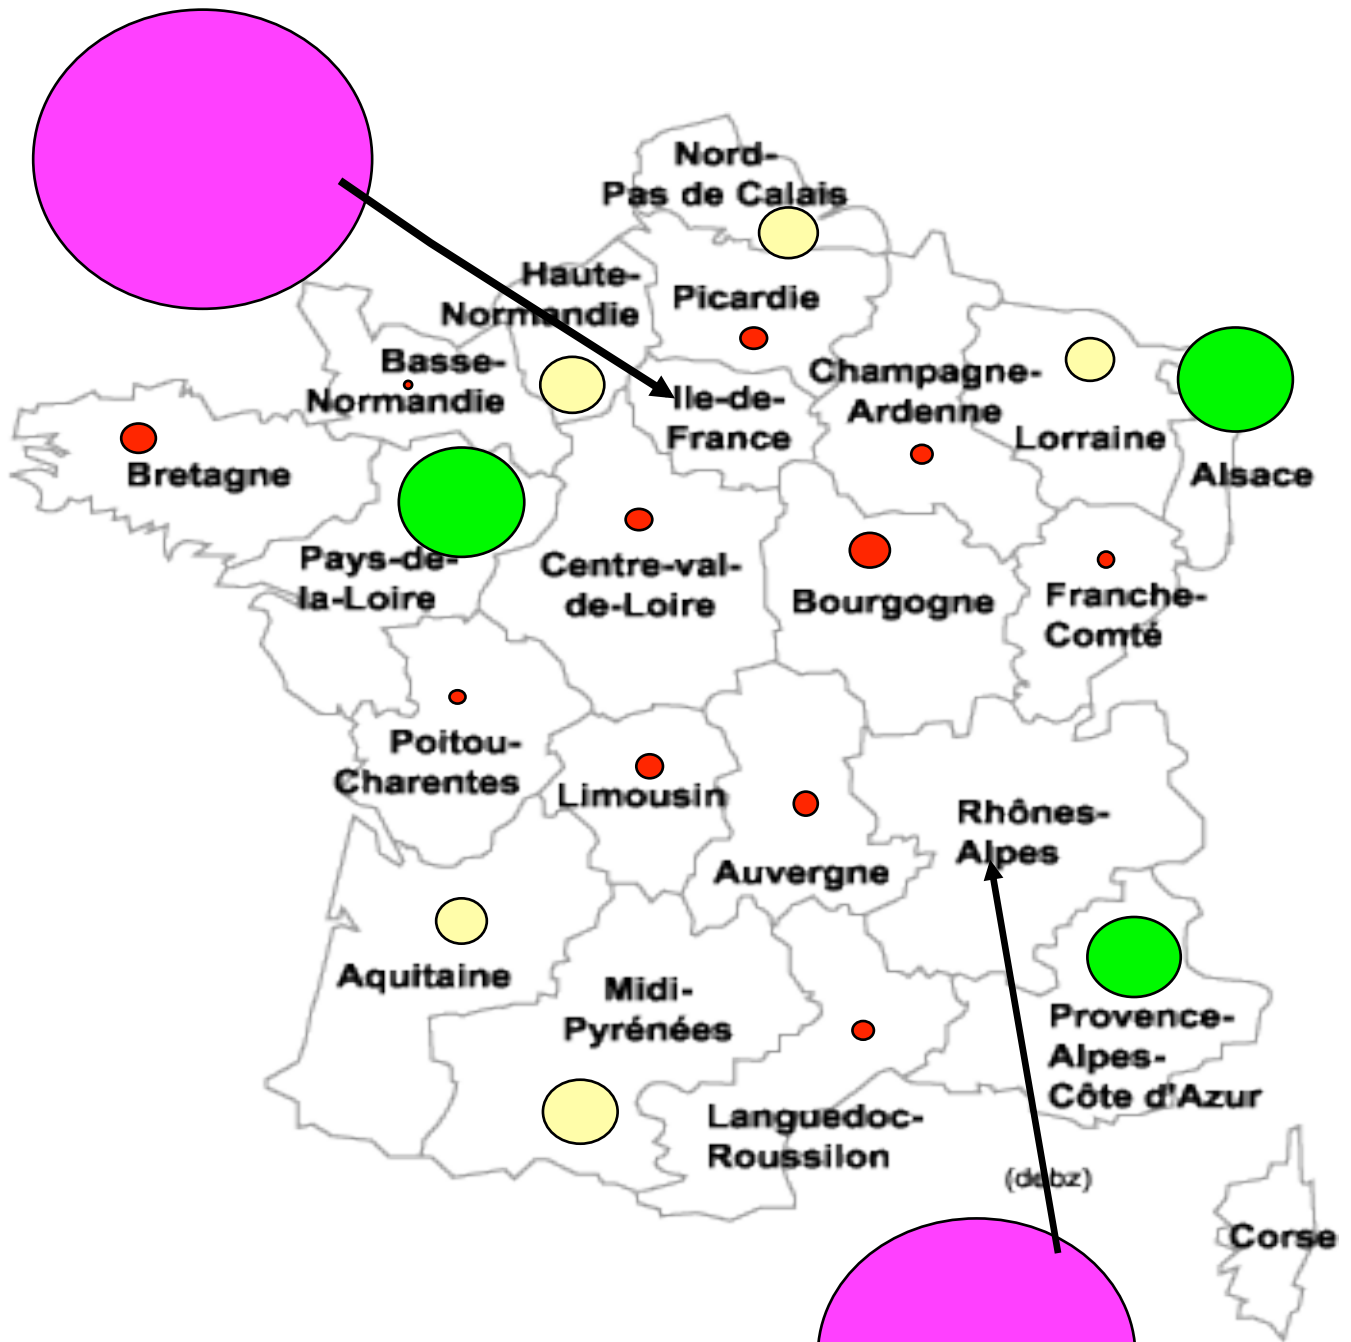 Nord-
Pas de Calais
Haute-
Normandie
Picardie
Basse-
Normandie
Ile-de-
France
Champagne-
Ardenne
Lorraine
Alsace
Bretagne
Pays-de-
la-Loire
Centre-val-
de-Loire
Bourgogne
Franche-
Comté
Poitou-
Charentes
Limousin
Auvergne
Rhônes-
Alpes
Aquitaine
Midi-
Pyrénées
Provence-
Alpes-
Côte d'Azur
Languedoc-
Roussilon
(debz)
Corse